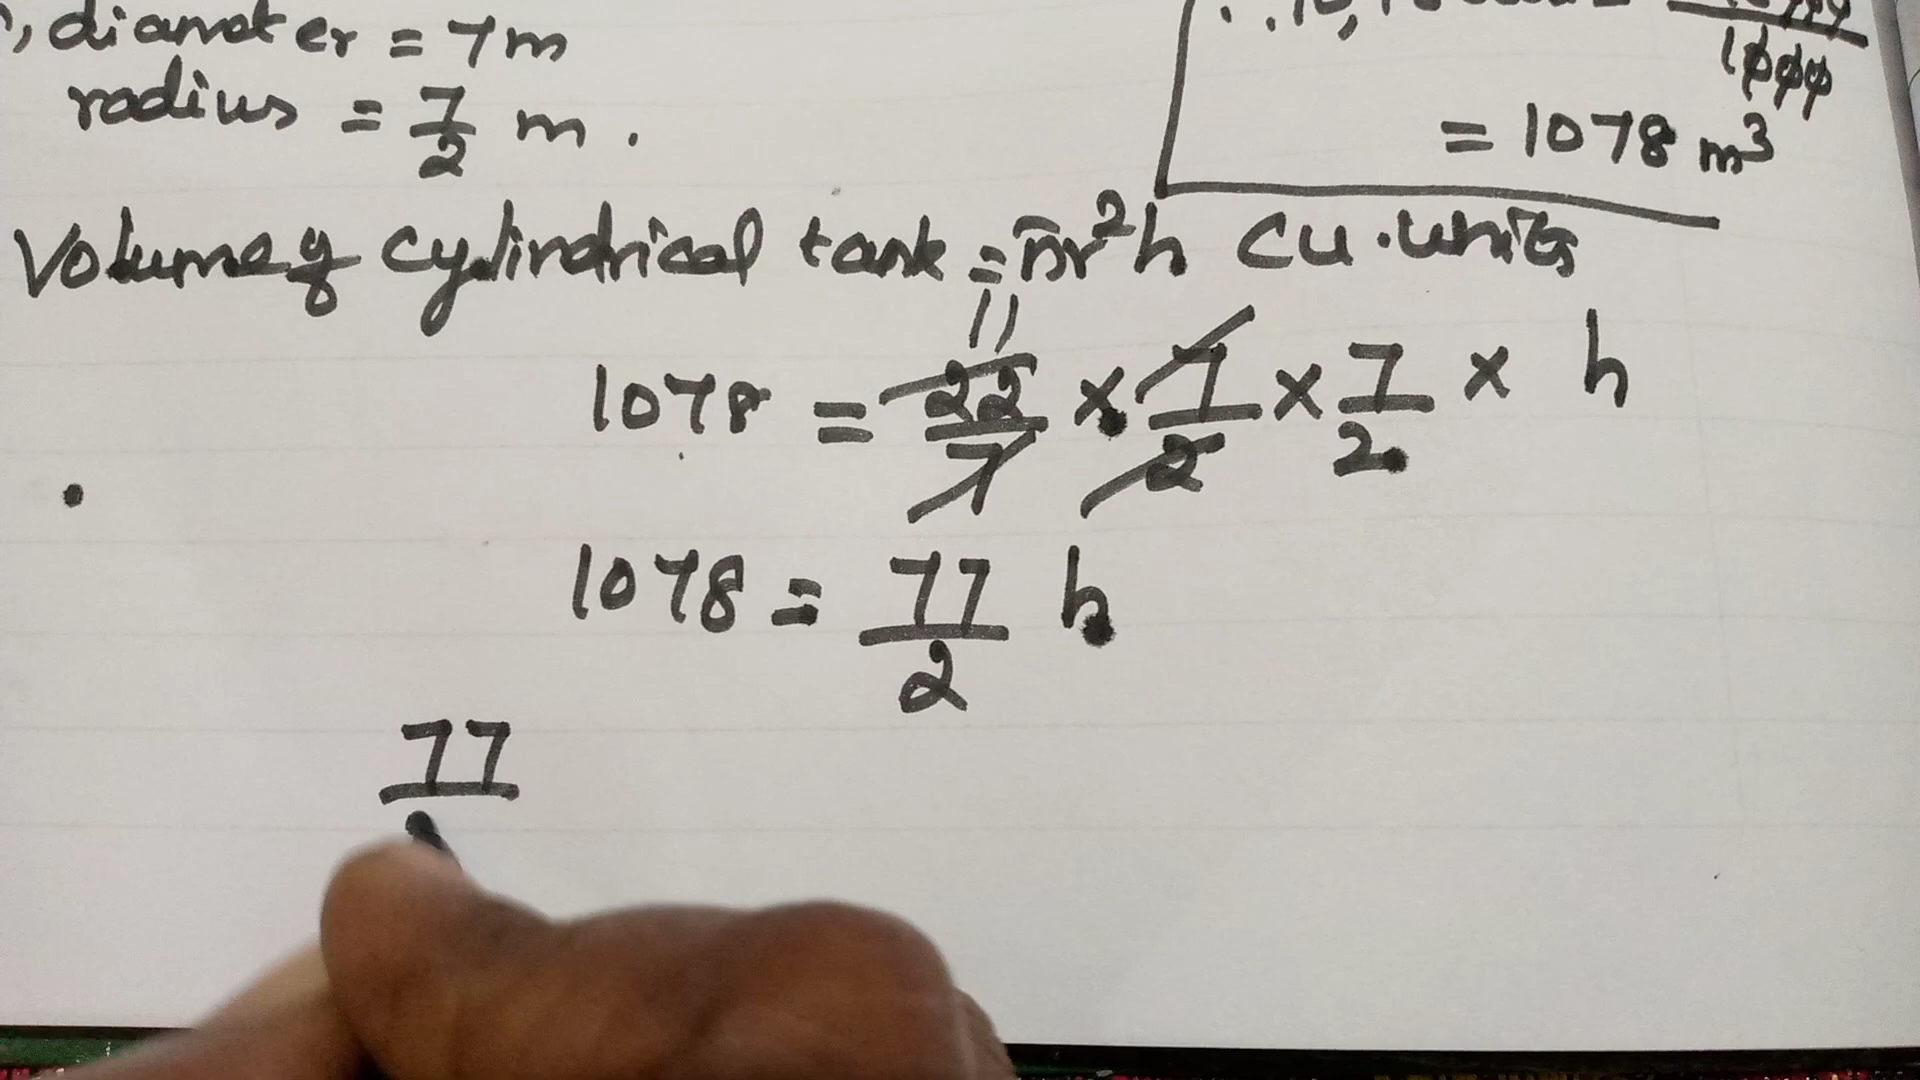 diameter = 7m
radius = 7/2 m.
1000
= 1078 m³
Volume of cylindrical tank = πr²h cu.units
11
1078 = 22/7 × 7/2 × 7/2 × h
1078 = 77/2 h
77